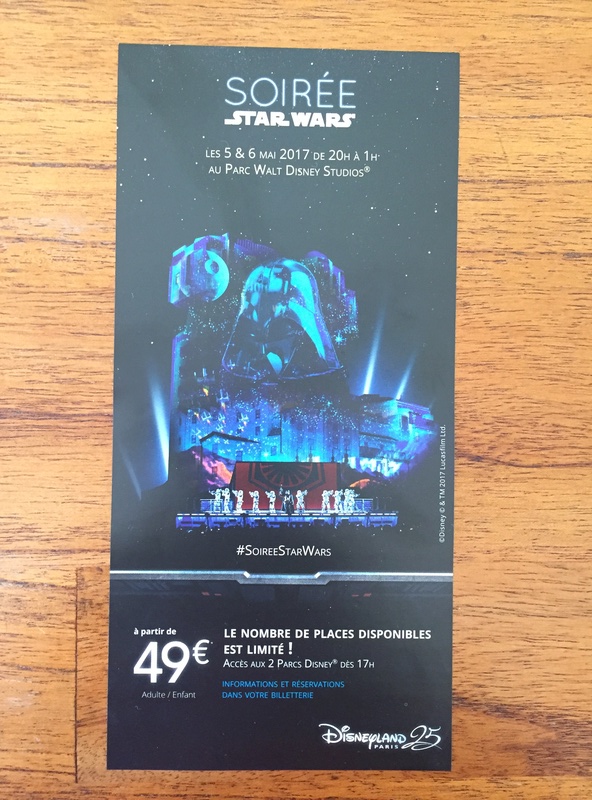 SOIRÉE
STAR WARS
LES 5 & 6 MAI 2017 DE 20H À 1H*
AU PARC WALT DISNEY STUDIOS®
©Disney © & TM 2017 Lucasfilm Ltd.
#SOIREESTARWARS
à partir de
49€*
Adulte / Enfant
LE NOMBRE DE PLACES DISPONIBLES
EST LIMITÉ !
ACCÈS AUX 2 PARCS DISNEY® DÈS 17H
INFORMATIONS ET RÉSERVATIONS
DANS VOTRE BILLETTERIE
DISNEYLAND 25
PARIS